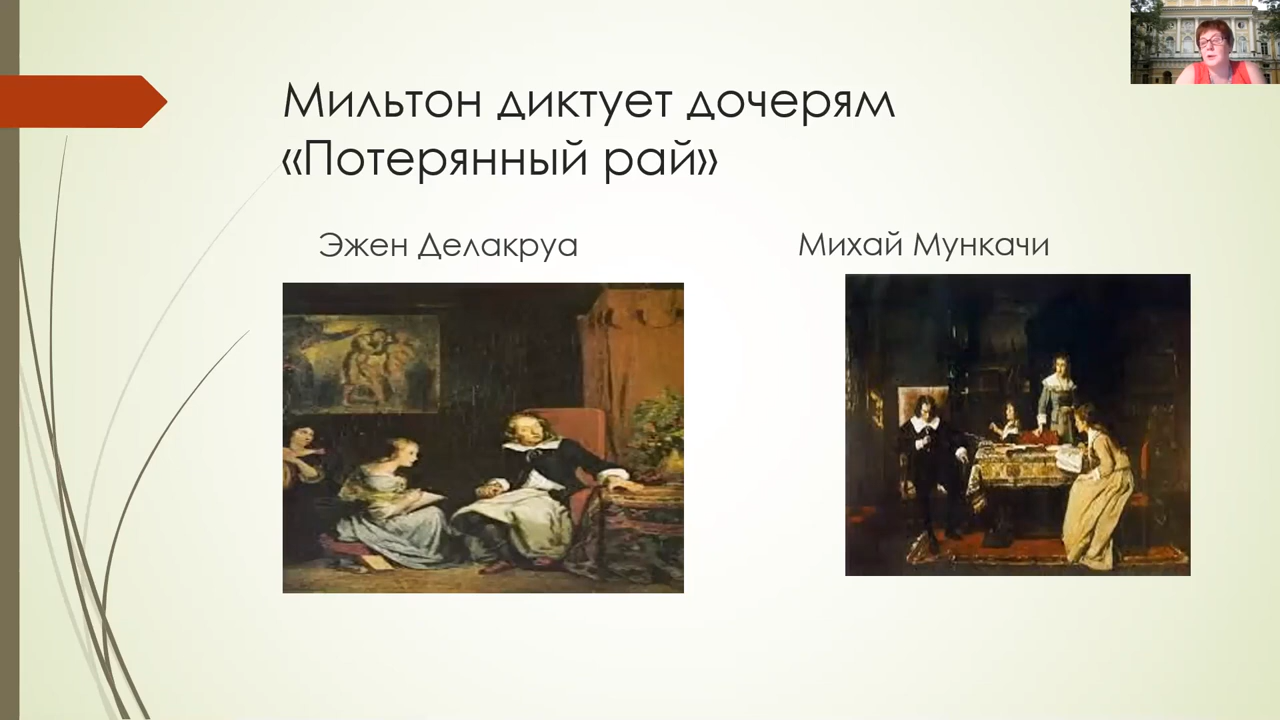 Мильтон диктует дочерям
«Потерянный рай»
Эжен Делакруа
Михай Мункачи